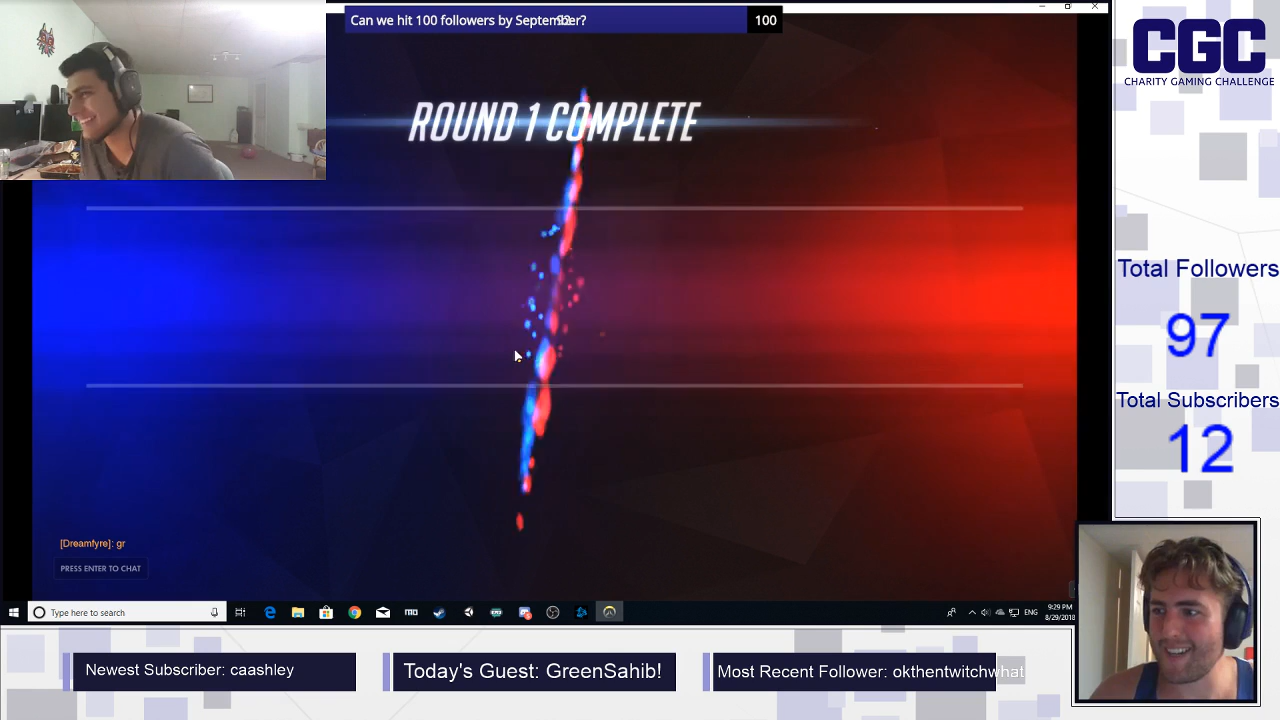 Can we hit 100 followers by September?
100
CGC
CHARITY GAMING CHALLENGE
ROUND 1 COMPLETE
Total Followers
97
Total Subscribers
12
[Dreamfyre]: gr
PRESS ENTER TO CHAT
Type here to search
ENG
9:29 PM
8/29/2018
Newest Subscriber: caashley
Today's Guest: GreenSahib!
Most Recent Follower: okthentwitchwhat